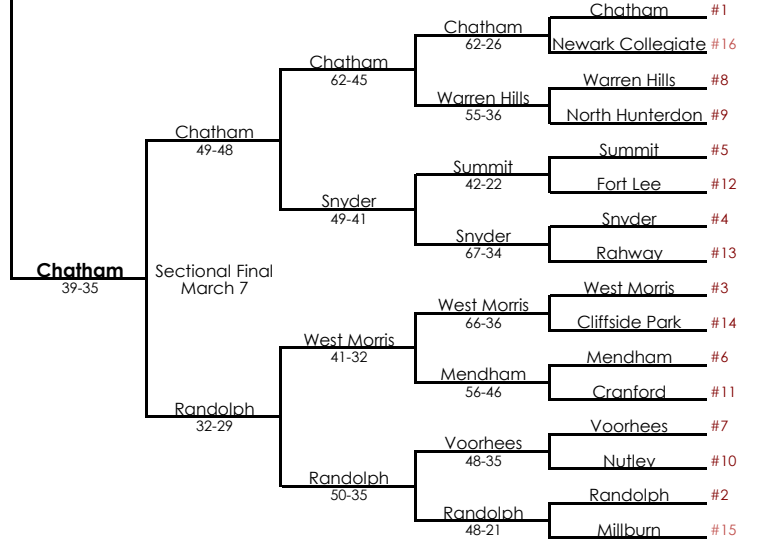 Chatham #1
Chatham
62-26
Newark Collegiate #16
Chatham
62-45
Warren Hills #8
Warren Hills
55-36
North Hunterdon #9
Chatham
49-48
Summit #5
Summit
42-22
Fort Lee #12
Snyder
49-41
Snyder #4
Snyder
67-34
Rahway #13
Chatham
39-35
Sectional Final
March 7
West Morris #3
West Morris
66-36
Cliffside Park #14
West Morris
41-32
Mendham #6
Mendham
56-46
Cranford #11
Randolph
32-29
Voorhees #7
Voorhees
48-35
Nutley #10
Randolph
50-35
Randolph #2
Randolph
48-21
Millburn #15